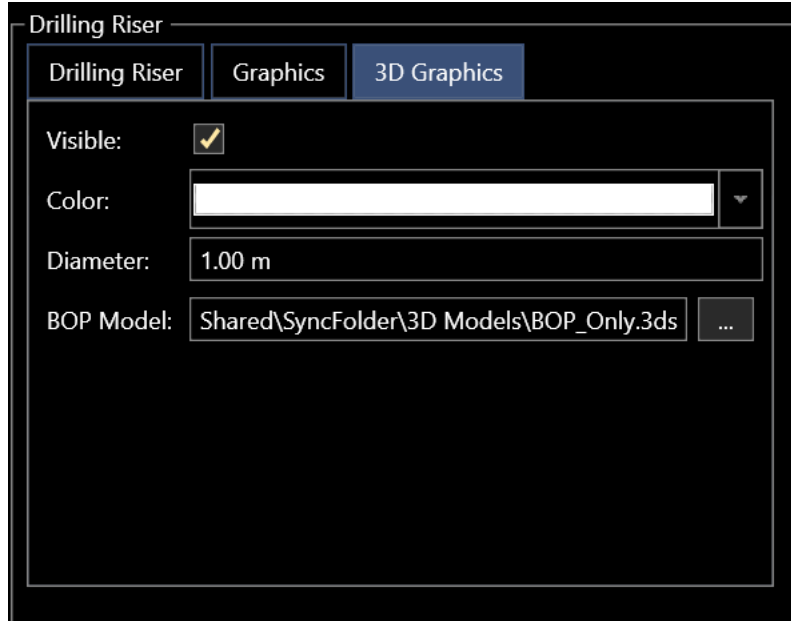 Drilling Riser
Drilling Riser Graphics 3D Graphics
Visible:
Color:
Diameter: 1.00 m
BOP Model: Shared\SyncFolder\3D Models\BOP_Only.3ds ...